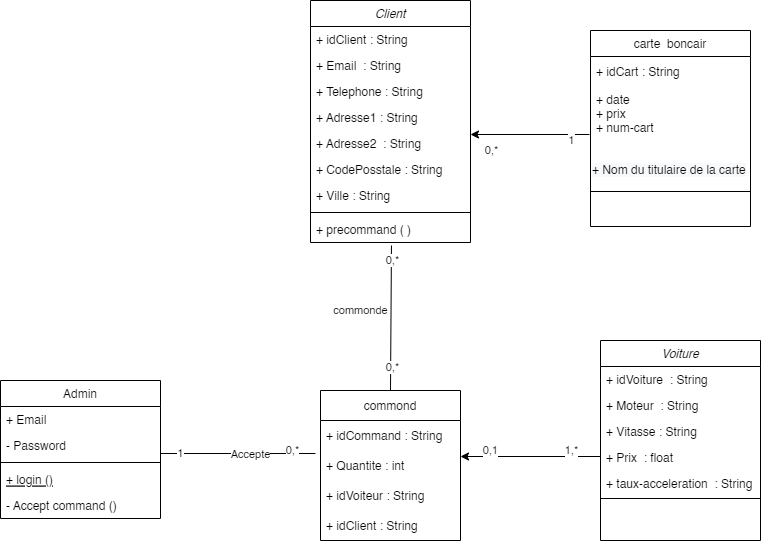 Client
+ idClient : String
+ Email : String
+ Telephone : String
+ Adresse1 : String
+ Adresse2 : String
+ CodePosstale : String
+ Ville : String
+ precommand ( )
carte boncair
+ idCart : String
+ date
+ prix
+ num-cart
+ Nom du titulaire de la carte
0,*
1
0,*
commonde
0,*
Admin
+ Email
- Password
+ login ()
- Accept command ()
1
Accepte
0,*
commond
+ idCommand : String
+ Quantite : int
+ idVoiteur : String
+ idClient : String
0,1
1,*
Voiture
+ idVoiture : String
+ Moteur : String
+ Vitasse : String
+ Prix : float
+ taux-acceleration : String